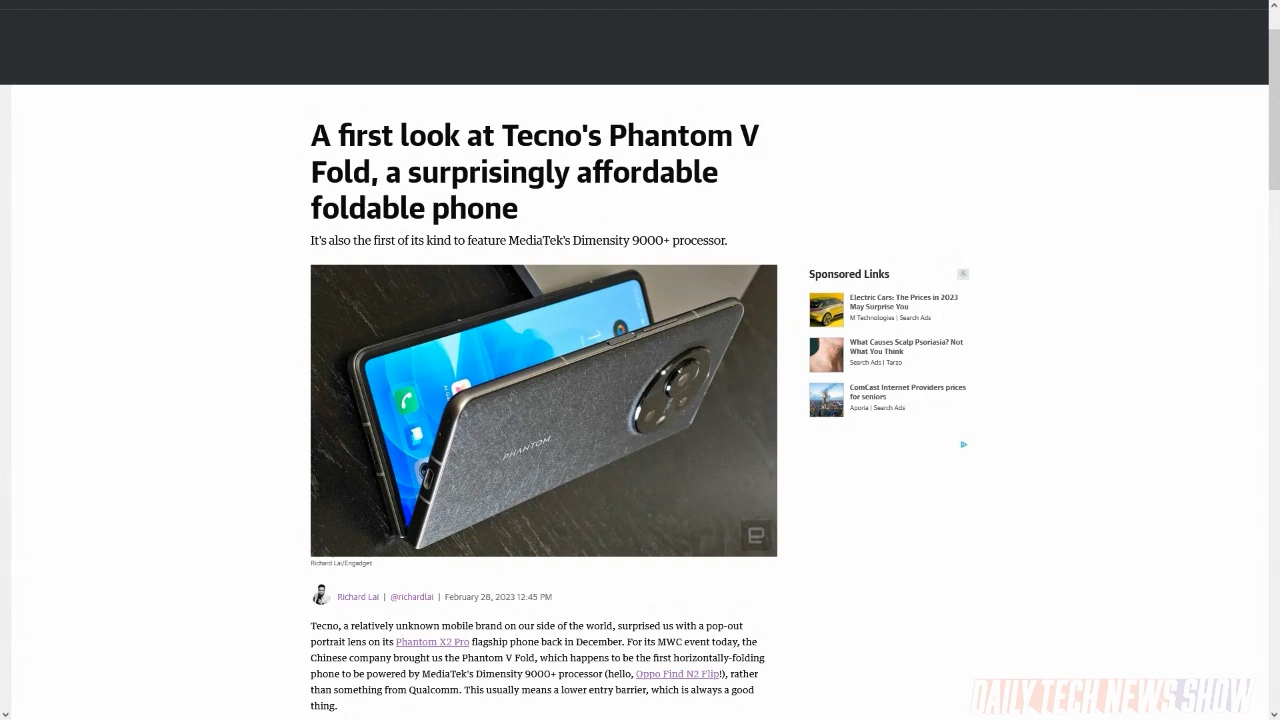 A first look at Tecno's Phantom V
Fold, a surprisingly affordable
foldable phone
It's also the first of its kind to feature MediaTek's Dimensity 9000+ processor.
PHANTOM
Richard Lai/Engadget
Richard Lai | @richardlai | February 28, 2023 12:45 PM
Tecno, a relatively unknown mobile brand on our side of the world, surprised us with a pop-out
portrait lens on its Phantom X2 Pro flagship phone back in December. For its MWC event today, the
Chinese company brought us the Phantom V Fold, which happens to be the first horizontally-folding
phone to be powered by MediaTek's Dimensity 9000+ processor (hello, Oppo Find N2 Flip!), rather
than something from Qualcomm. This usually means a lower entry barrier, which is always a good
thing.
Sponsored Links
Electric Cars: The Prices in 2023
May Surprise You
M Technologies | Search Ads
What Causes Scalp Psoriasis? Not
What You Think
Search Ads | Tarzo
ComCast Internet Providers prices
for seniors
Aporia | Search Ads
DAILY TECH NEWS SHOW